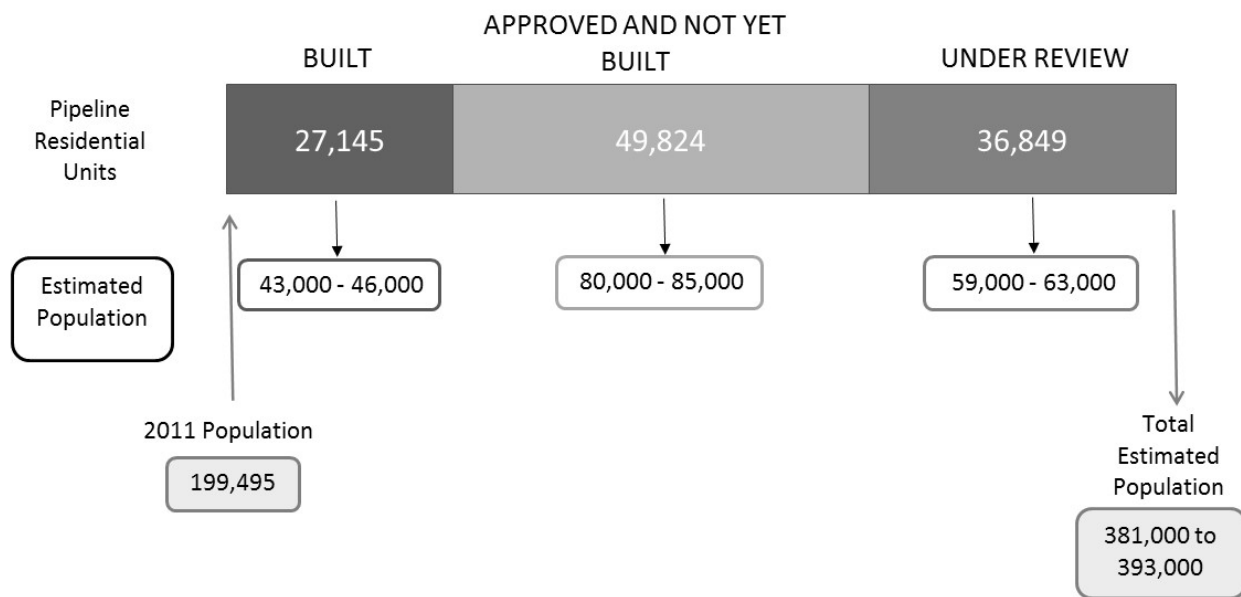 BUILT
APPROVED AND NOT YET
BUILT
UNDER REVIEW
Pipeline
Residential
Units
27,145
49,824
36,849
Estimated
Population
43,000 - 46,000
80,000 - 85,000
59,000 - 63,000
2011 Population
199,495
Total
Estimated
Population
381,000 to
393,000